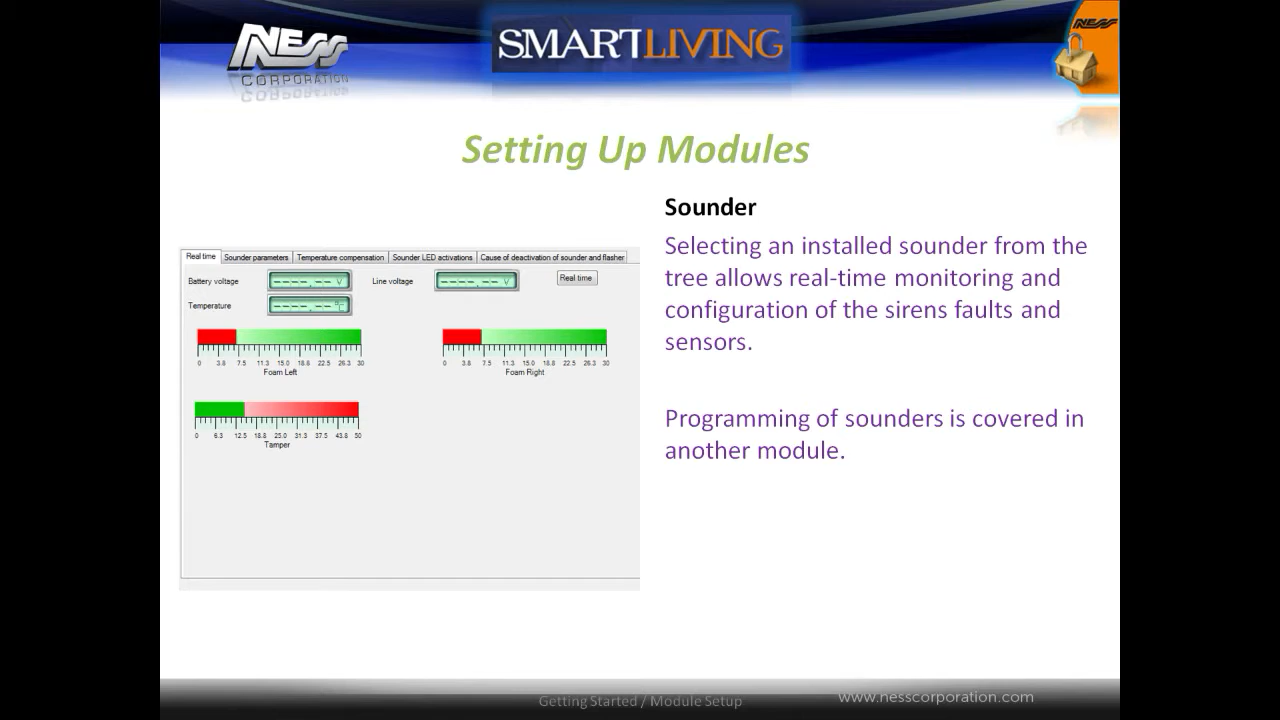 NESS
CORPORATION
SMARTLIVING
NESS
Setting Up Modules
Sounder
Selecting an installed sounder from the
tree allows real-time monitoring and
configuration of the sirens faults and
sensors.
Programming of sounders is covered in
another module.
Real time Sounder parameters Temperature compensation Sounder LED activations Cause of deactivation of sounder and flasher
Battery voltage V Line voltage V Real time
Temperature °C
0 3.8 7.5 11.3 15.0 18.8 22.5 26.3 30
Foam Left
0 3.8 7.5 11.3 15.0 18.8 22.5 26.3 30
Foam Right
0 6.3 12.5 18.8 25.0 31.3 37.5 43.8 50
Tamper
Getting Started / Module Setup
www.nesscorporation.com